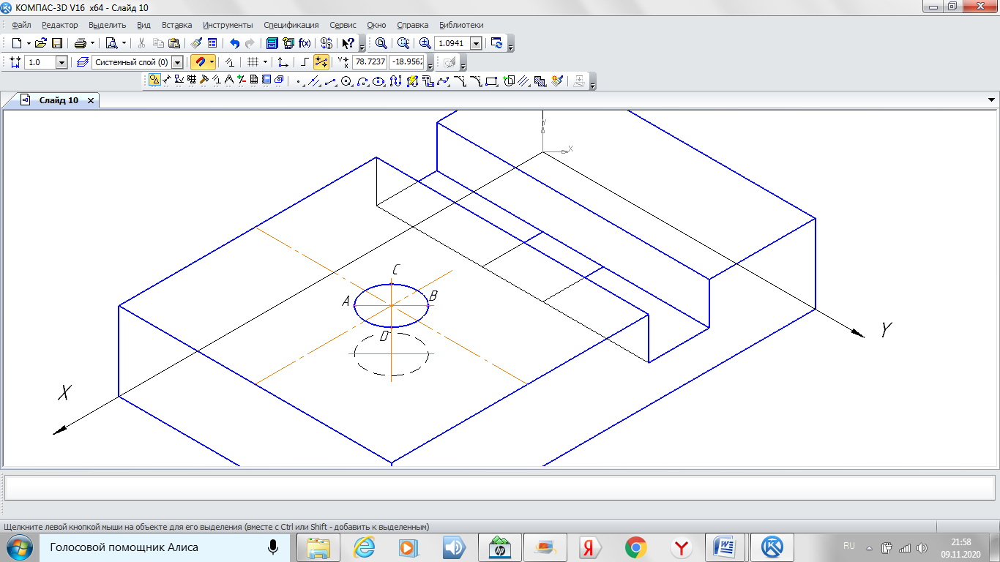 КОМПАС-3D V16 x64 - Слайд 10
Файл Редактор Выделить Вид Вставка Инструменты Спецификация Сервис Окно Справка Библиотеки
f(x) 1.0941
1.0 Системный слой (0) 78.7237 -18.9562
Слайд 10
Y
X
C
A
B
D
Y
X
Щелкните левой кнопкой мыши на объекте для его выделения (вместе с Ctrl или Shift - добавить к выделенным)
Голосовой помощник Алиса
hp
Я
Y
W
RU
21:58
09.11.2020